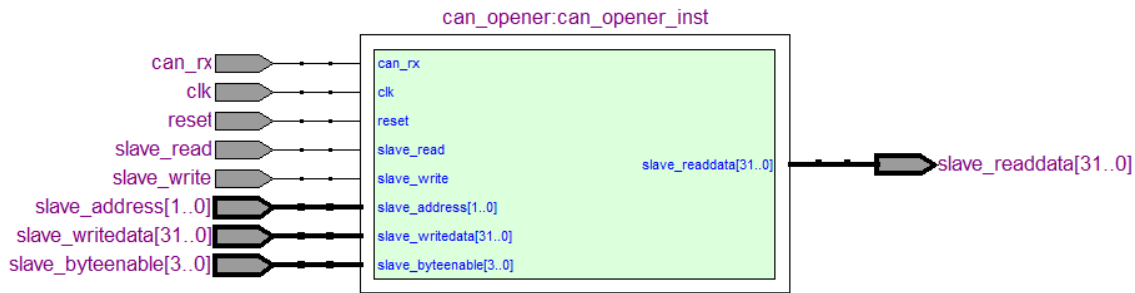 can_opener:can_opener_inst
can_rx
clk
reset
slave_read
slave_write
slave_address[1..0]
slave_writedata[31..0]
slave_byteenable[3..0]
can_rx
clk
reset
slave_read
slave_write
slave_address[1..0]
slave_writedata[31..0]
slave_byteenable[3..0]
slave_readdata[31..0]
slave_readdata[31..0]